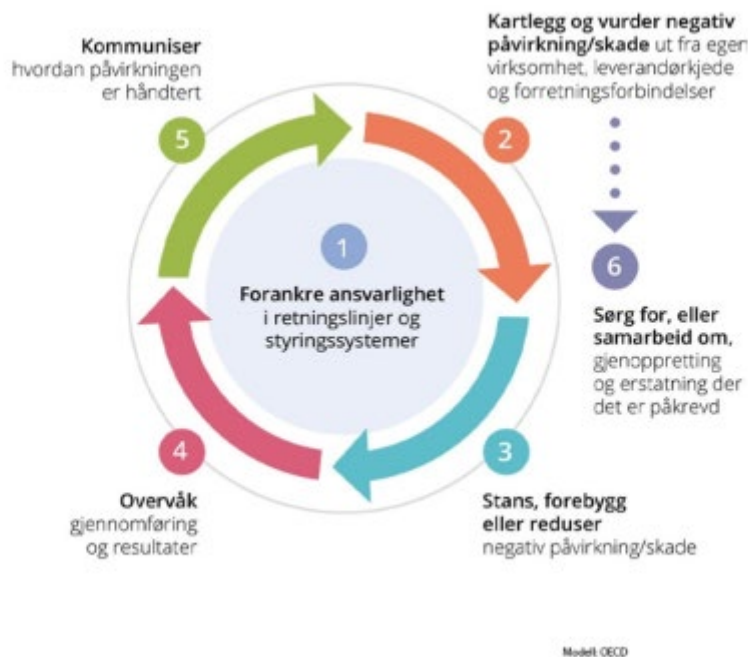 Kommuniser
hvordan påvirkningen
er håndtert
5
Kartlegg og vurder negativ
påvirkning/skade ut fra egen
virksomhet, leverandørkjede
og forretningsforbindelser
2
1
Forankre ansvarlighet
i retningslinjer og
styringssystemer
6
Sørg for, eller
samarbeid om,
gjenoppretting
og erstatning der
det er påkrevd
4
Overvåk
gjennomføring
og resultater
3
Stans, forebygg
eller reduser
negativ påvirkning/skade
Modell: OECD